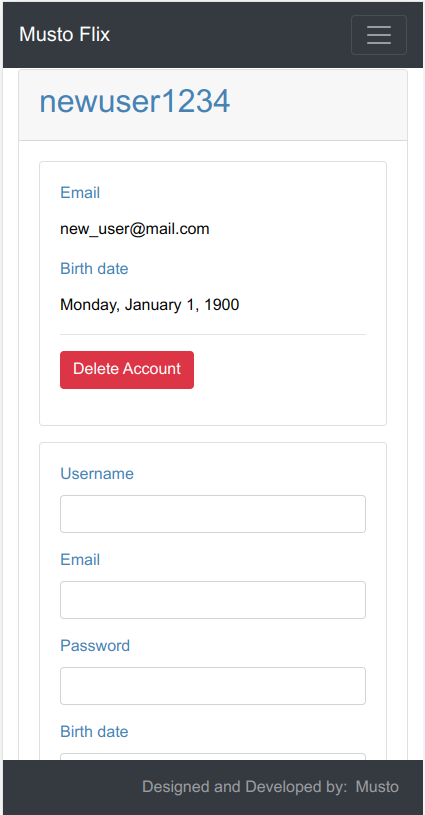 Musto Flix
newuser1234
Email
new_user@mail.com
Birth date
Monday, January 1, 1900
Delete Account
Username
Email
Password
Birth date
Designed and Developed by: Musto